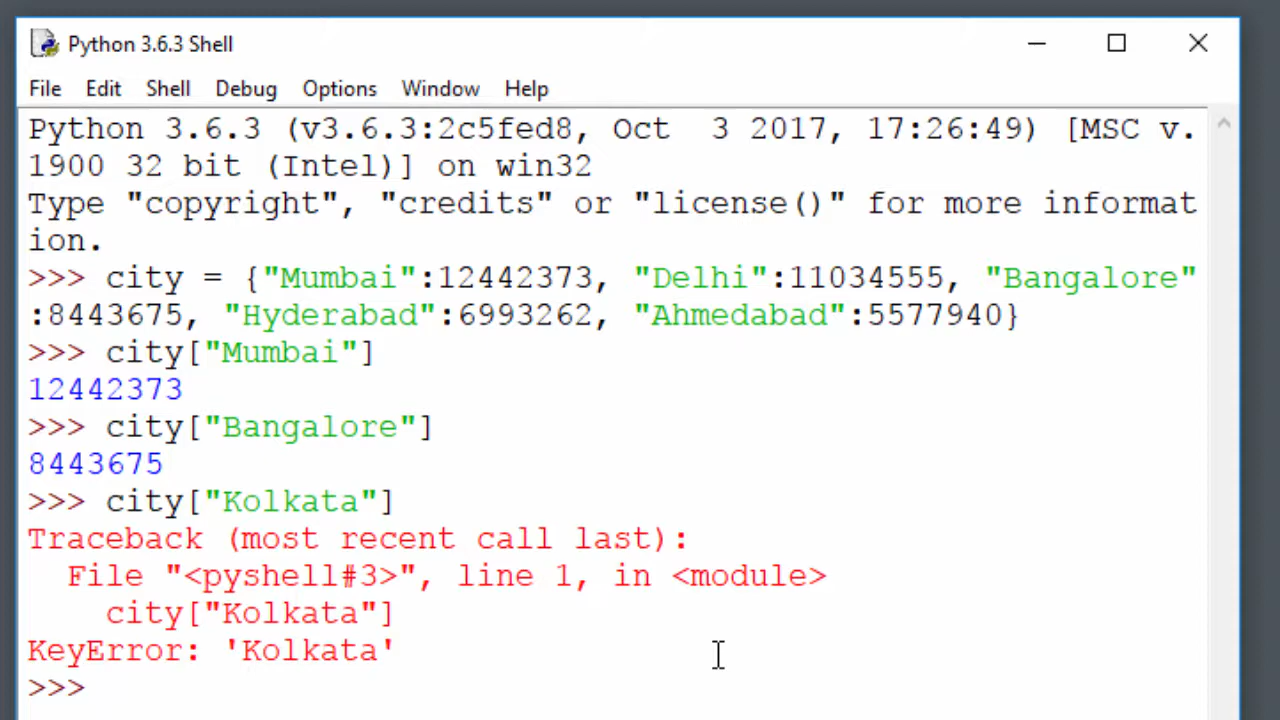 Python 3.6.3 Shell
File Edit Shell Debug Options Window Help
Python 3.6.3 (v3.6.3:2c5fed8, Oct  3 2017, 17:26:49) [MSC v.
1900 32 bit (Intel)] on win32
Type "copyright", "credits" or "license()" for more informat
ion.
>>> city = {"Mumbai":12442373, "Delhi":11034555, "Bangalore"
:8443675, "Hyderabad":6993262, "Ahmedabad":5577940}
>>> city["Mumbai"]
12442373
>>> city["Bangalore"]
8443675
>>> city["Kolkata"]
Traceback (most recent call last):
  File "<pyshell#3>", line 1, in <module>
    city["Kolkata"]
KeyError: 'Kolkata'
>>>